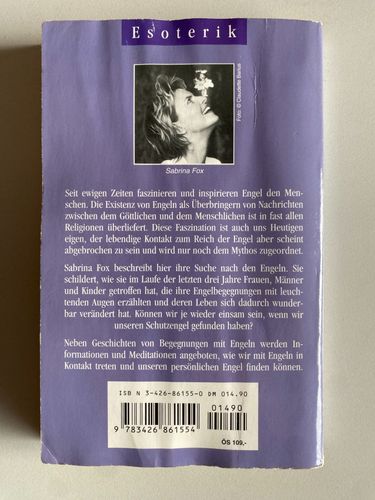 Esoterik
Foto: © Claudette Barius
Sabrina Fox
Seit ewigen Zeiten faszinieren und inspirieren Engel den Men-
schen. Die Existenz von Engeln als Überbringern von Nachrichten
zwischen dem Göttlichen und dem Menschlichen ist in fast allen
Religionen überliefert. Diese Faszination ist auch uns Heutigen
eigen, der lebendige Kontakt zum Reich der Engel aber scheint
abgebrochen zu sein und wird nur noch dem Mythos zugeordnet.
Sabrina Fox beschreibt hier ihre Suche nach den Engeln. Sie
schildert, wie sie im Laufe der letzten drei Jahre Frauen, Männer
und Kinder getroffen hat, die ihre Engelbegegnungen mit leuch-
tenden Augen erzählten und deren Leben sich dadurch wunder-
bar verändert hat. Können wir je wieder einsam sein, wenn wir
unseren Schutzengel gefunden haben?
Neben Geschichten von Begegnungen mit Engeln werden In-
formationen und Meditationen angeboten, wie wir mit Engeln in
Kontakt treten und unseren persönlichen Engel finden können.
ISBN 3-426-86155-0 DM 014.90
01490
9 783426 861554
ÖS 109,-